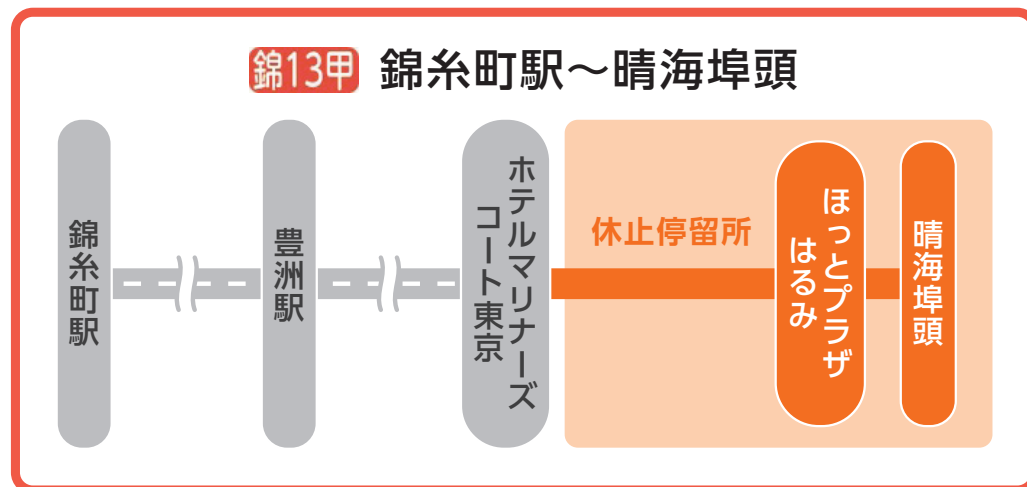 錦13甲 錦糸町駅～晴海埠頭
錦糸町駅
豊洲駅
ホテルマリナーズ
コート東京
休止停留所
ほっとプラザ
はるみ
晴海埠頭